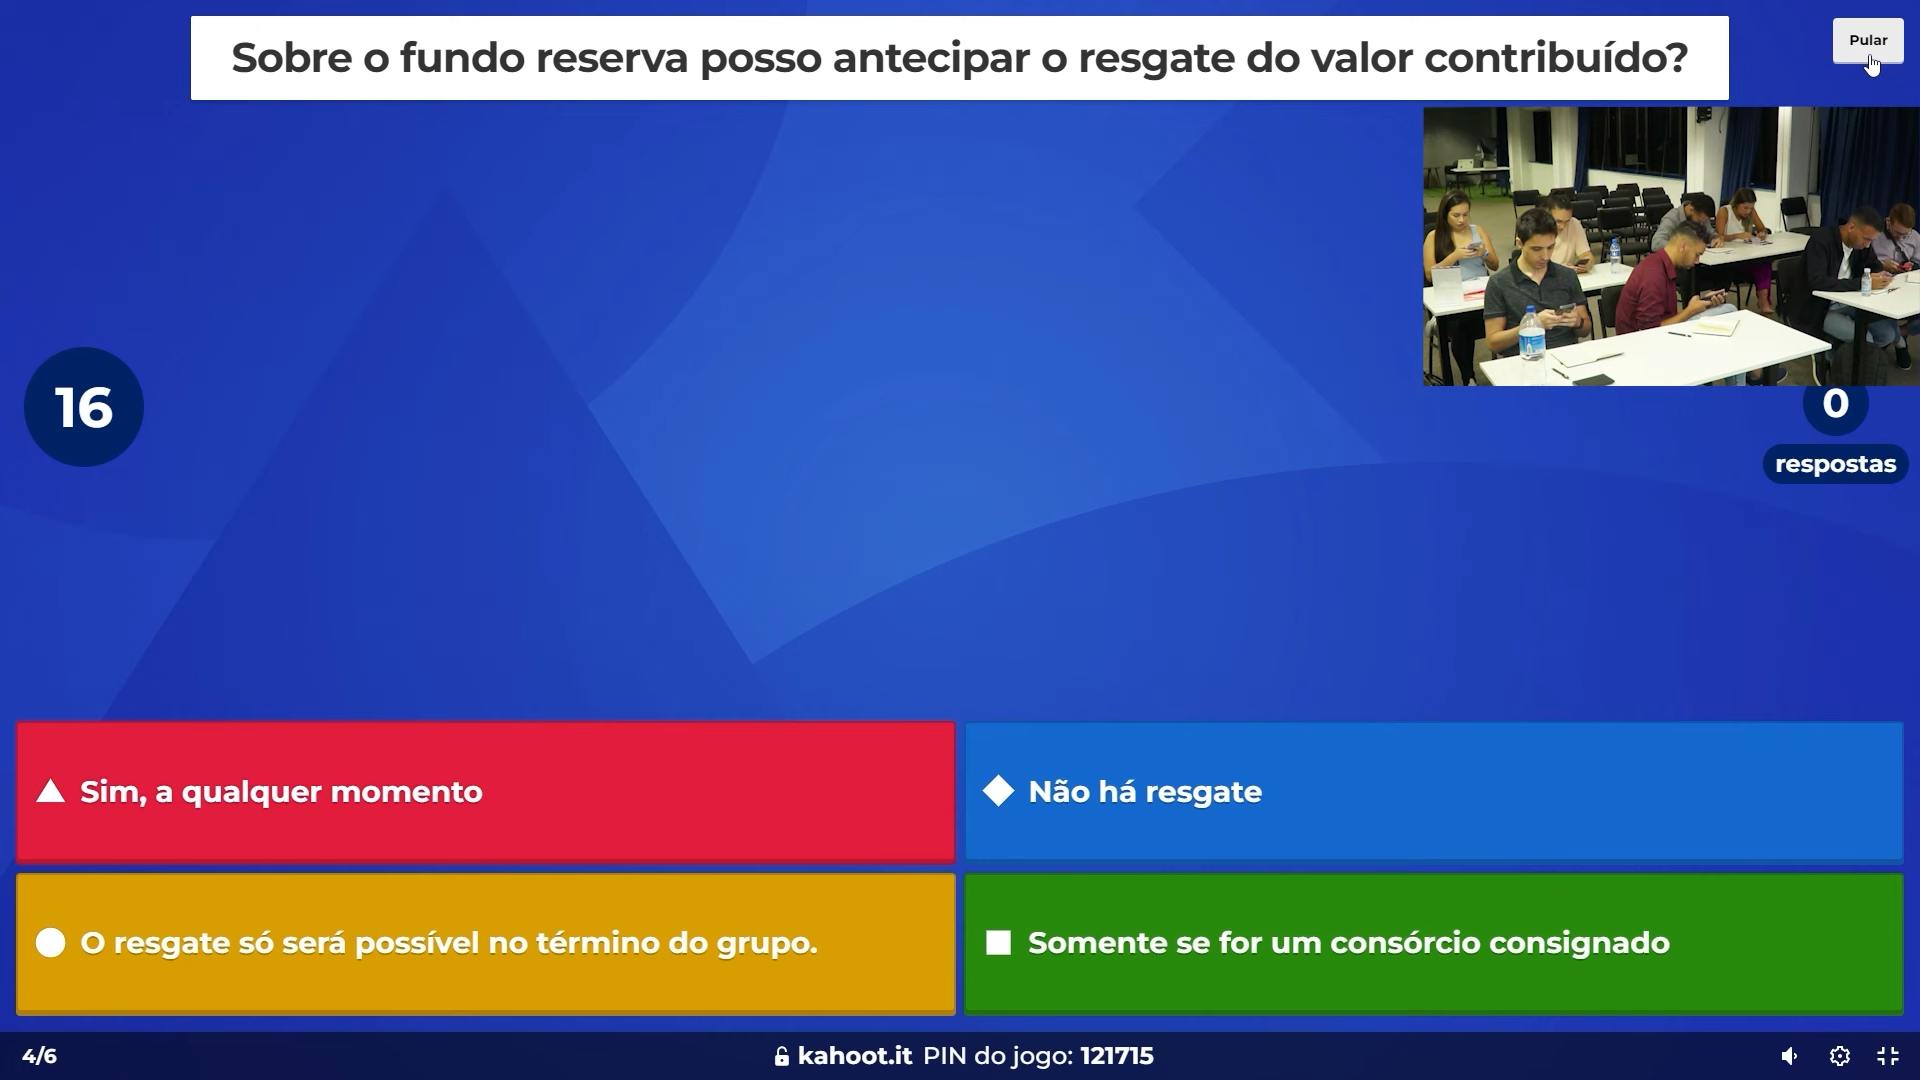 Sobre o fundo reserva posso antecipar o resgate do valor contribuído?
Pular
16
0
respostas
Sim, a qualquer momento
Não há resgate
O resgate só será possível no término do grupo.
Somente se for um consórcio consignado
4/6
kahoot.it PIN do jogo: 121715